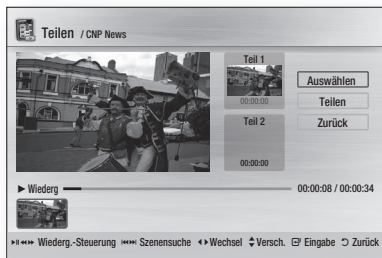 Teilen / CNP News
Teil 1
00:00:00
Teil 2
00:00:00
Auswählen
Teilen
Zurück
► Wiederg 00:00:08 / 00:00:34
Wiederg.-Steuerung Szenensuche Wechsel Versch. Eingabe Zurück